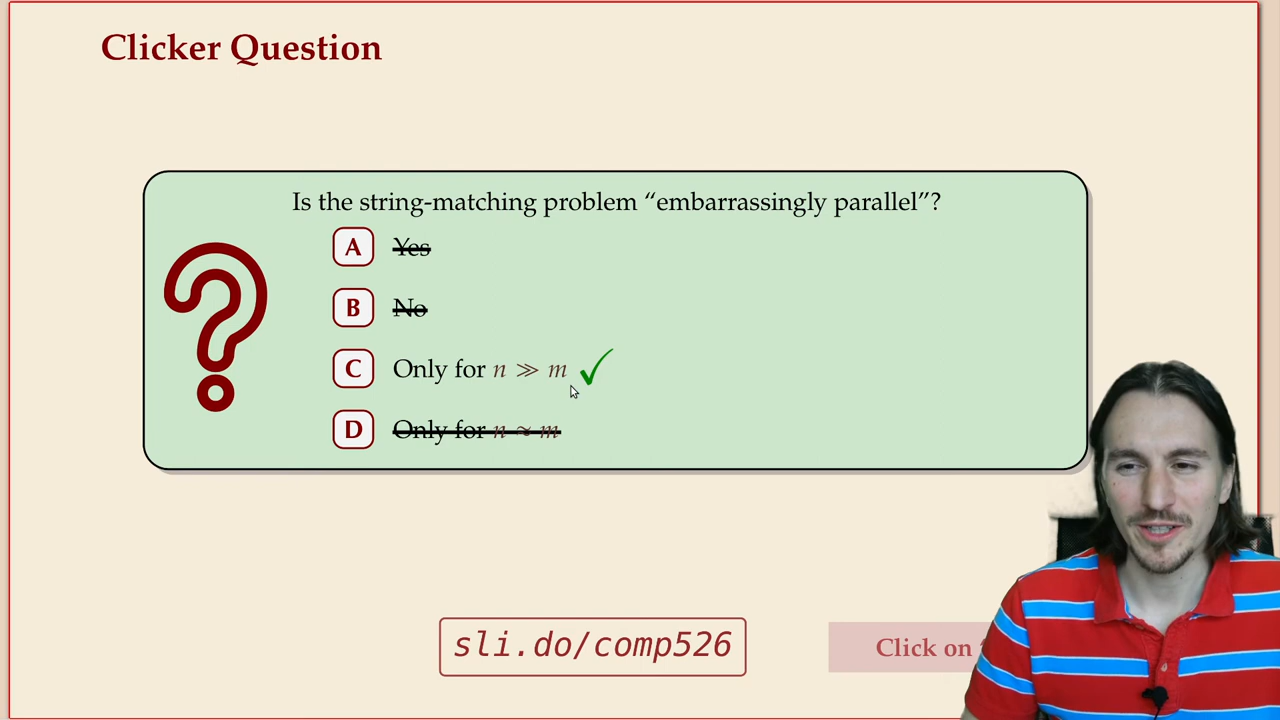 Clicker Question
Is the string-matching problem “embarrassingly parallel”?
A Yes
B No
C Only for n ≫ m ✓
D Only for n ≈ m
sli.do/comp526
Click on